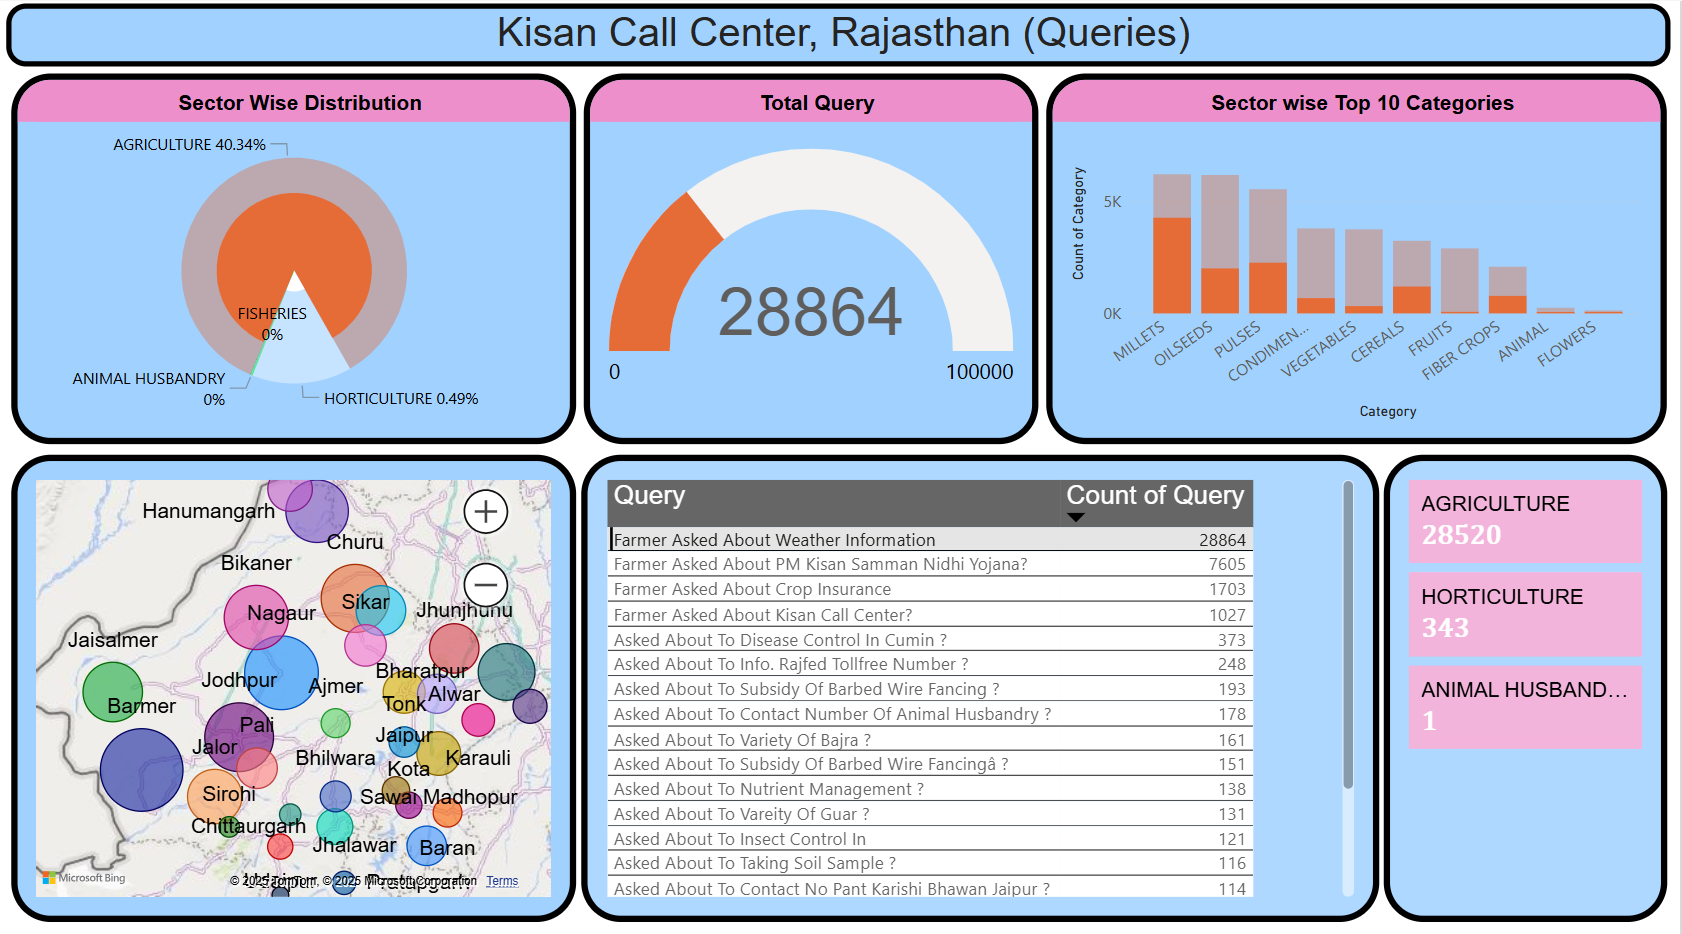 Kisan Call Center, Rajasthan (Queries)
Sector Wise Distribution
AGRICULTURE 40.34%
FISHERIES
0%
ANIMAL HUSBANDRY
0%
HORTICULTURE 0.49%
Total Query
28864
0
100000
Sector wise Top 10 Categories
Count of Category
5K
0K
MILLETS
OILSEEDS
PULSES
CONDIMEN...
VEGETABLES
CEREALS
FRUITS
FIBER CROPS
ANIMAL
FLOWERS
Category
Hanumangarh
Churu
Bikaner
Sikar
Jhunjhunu
Nagaur
Jaisalmer
Jodhpur
Ajmer
Bharatpur
Tonk
Alwar
Barmer
Pali
Jalor
Jaipur
Bhilwara
Karauli
Kota
Sirohi
Sawai Madhopur
Chittaurgarh
Jhalawar
Baran
Microsoft Bing
© 2025 TomTom, © 2025 Microsoft Corporation
Terms
Query Count of Query
Farmer Asked About Weather Information 28864
Farmer Asked About PM Kisan Samman Nidhi Yojana? 7605
Farmer Asked About Crop Insurance 1703
Farmer Asked About Kisan Call Center? 1027
Asked About To Disease Control In Cumin ? 373
Asked About To Info. Rajfed Tollfree Number ? 248
Asked About To Subsidy Of Barbed Wire Fancing ? 193
Asked About To Contact Number Of Animal Husbandry ? 178
Asked About To Variety Of Bajra ? 161
Asked About To Subsidy Of Barbed Wire Fancingâ ? 151
Asked About To Nutrient Management ? 138
Asked About To Vareity Of Guar ? 131
Asked About To Insect Control In 121
Asked About To Taking Soil Sample ? 116
Asked About To Contact No Pant Karishi Bhawan Jaipur ? 114
AGRICULTURE
28520
HORTICULTURE
343
ANIMAL HUSBAND...
1